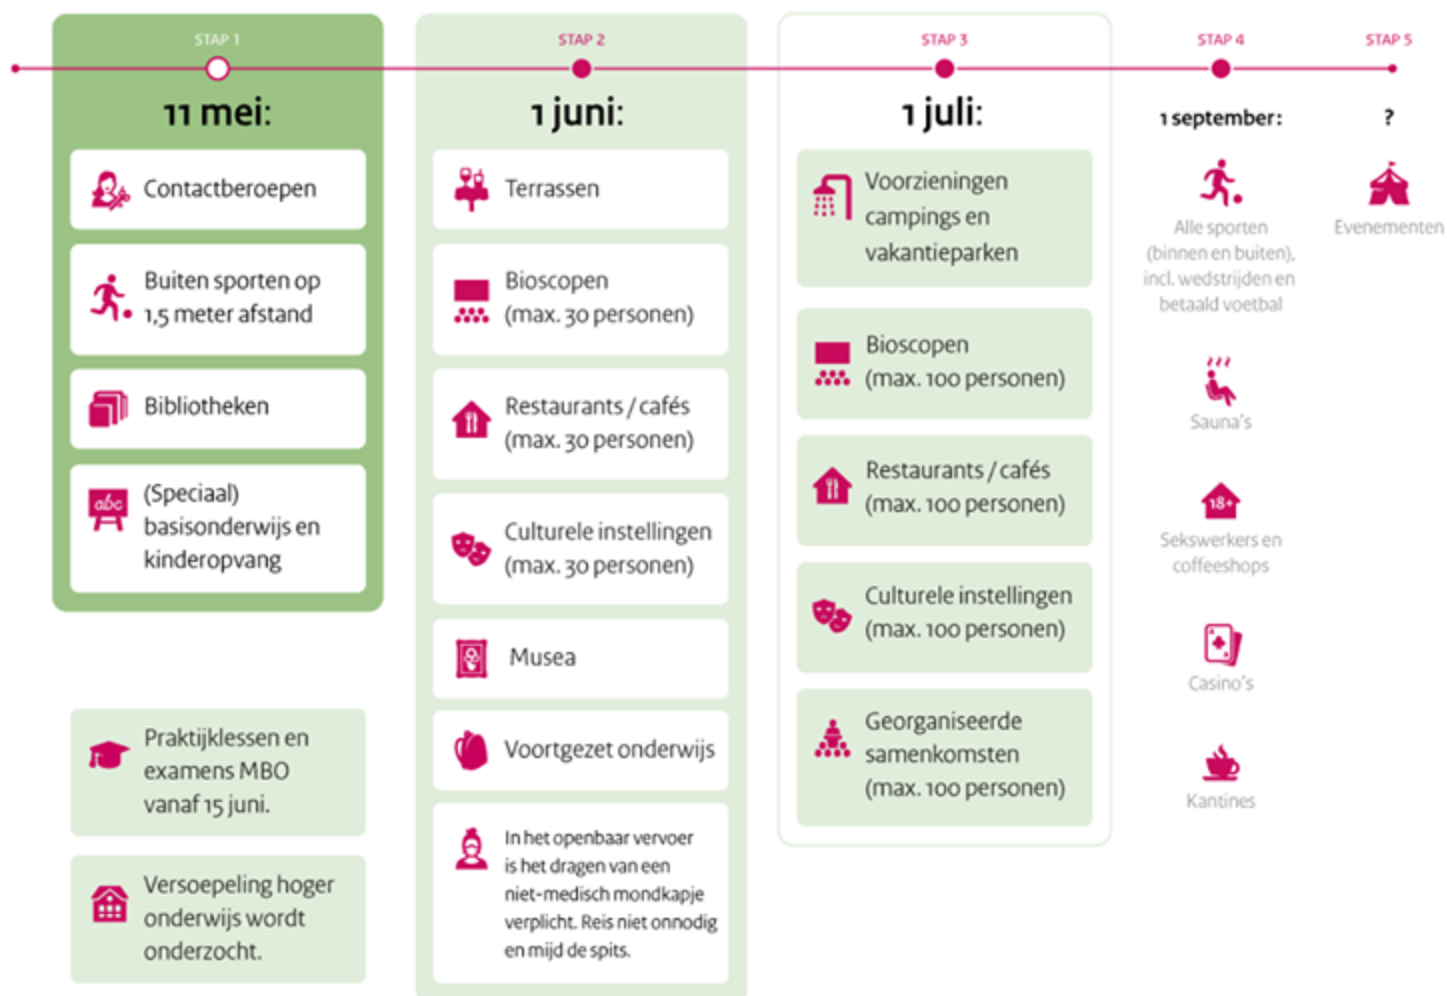 STAP 1
11 mei:
Contactberoepen
Buiten sporten op
1,5 meter afstand
Bibliotheken
abc
(Speciaal)
basisonderwijs en
kinderopvang
Praktijklessen en
examens MBO
vanaf 15 juni.
Versoepeling hoger
onderwijs wordt
onderzocht.
STAP 2
1 juni:
Terrassen
Bioscopen
(max. 30 personen)
Restaurants / cafés
(max. 30 personen)
Culturele instellingen
(max. 30 personen)
Musea
Voortgezet onderwijs
In het openbaar vervoer
is het dragen van een
niet-medisch mondkapje
verplicht. Reis niet onnodig
en mijd de spits.
STAP 3
1 juli:
Voorzieningen
campings en
vakantieparken
Bioscopen
(max. 100 personen)
Restaurants / cafés
(max. 100 personen)
Culturele instellingen
(max. 100 personen)
Georganiseerde
samenkomsten
(max. 100 personen)
STAP 4
1 september:
Alle sporten
(binnen en buiten),
incl. wedstrijden en
betaald voetbal
Sauna's
18+
Sekswerkers en
coffeeshops
Casino's
Kantines
STAP 5
?
Evenementen